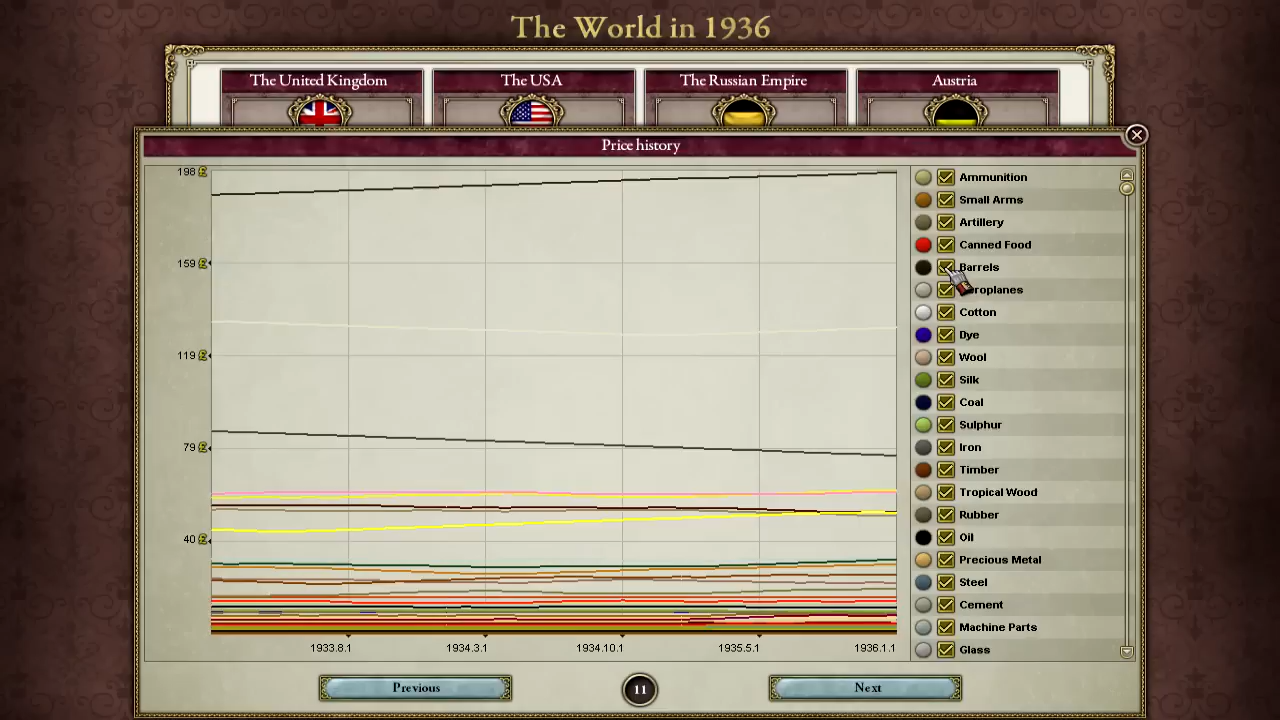 The World in 1936
The United Kingdom
The USA
The Russian Empire
Austria
Price history
198 £
159 £
119 £
79 £
40 £
1933.8.1
1934.3.1
1934.10.1
1935.5.1
1936.1.1
Ammunition
Small Arms
Artillery
Canned Food
Barrels
roplanes
Cotton
Dye
Wool
Silk
Coal
Sulphur
Iron
Timber
Tropical Wood
Rubber
Oil
Precious Metal
Steel
Cement
Machine Parts
Glass
Previous
11
Next